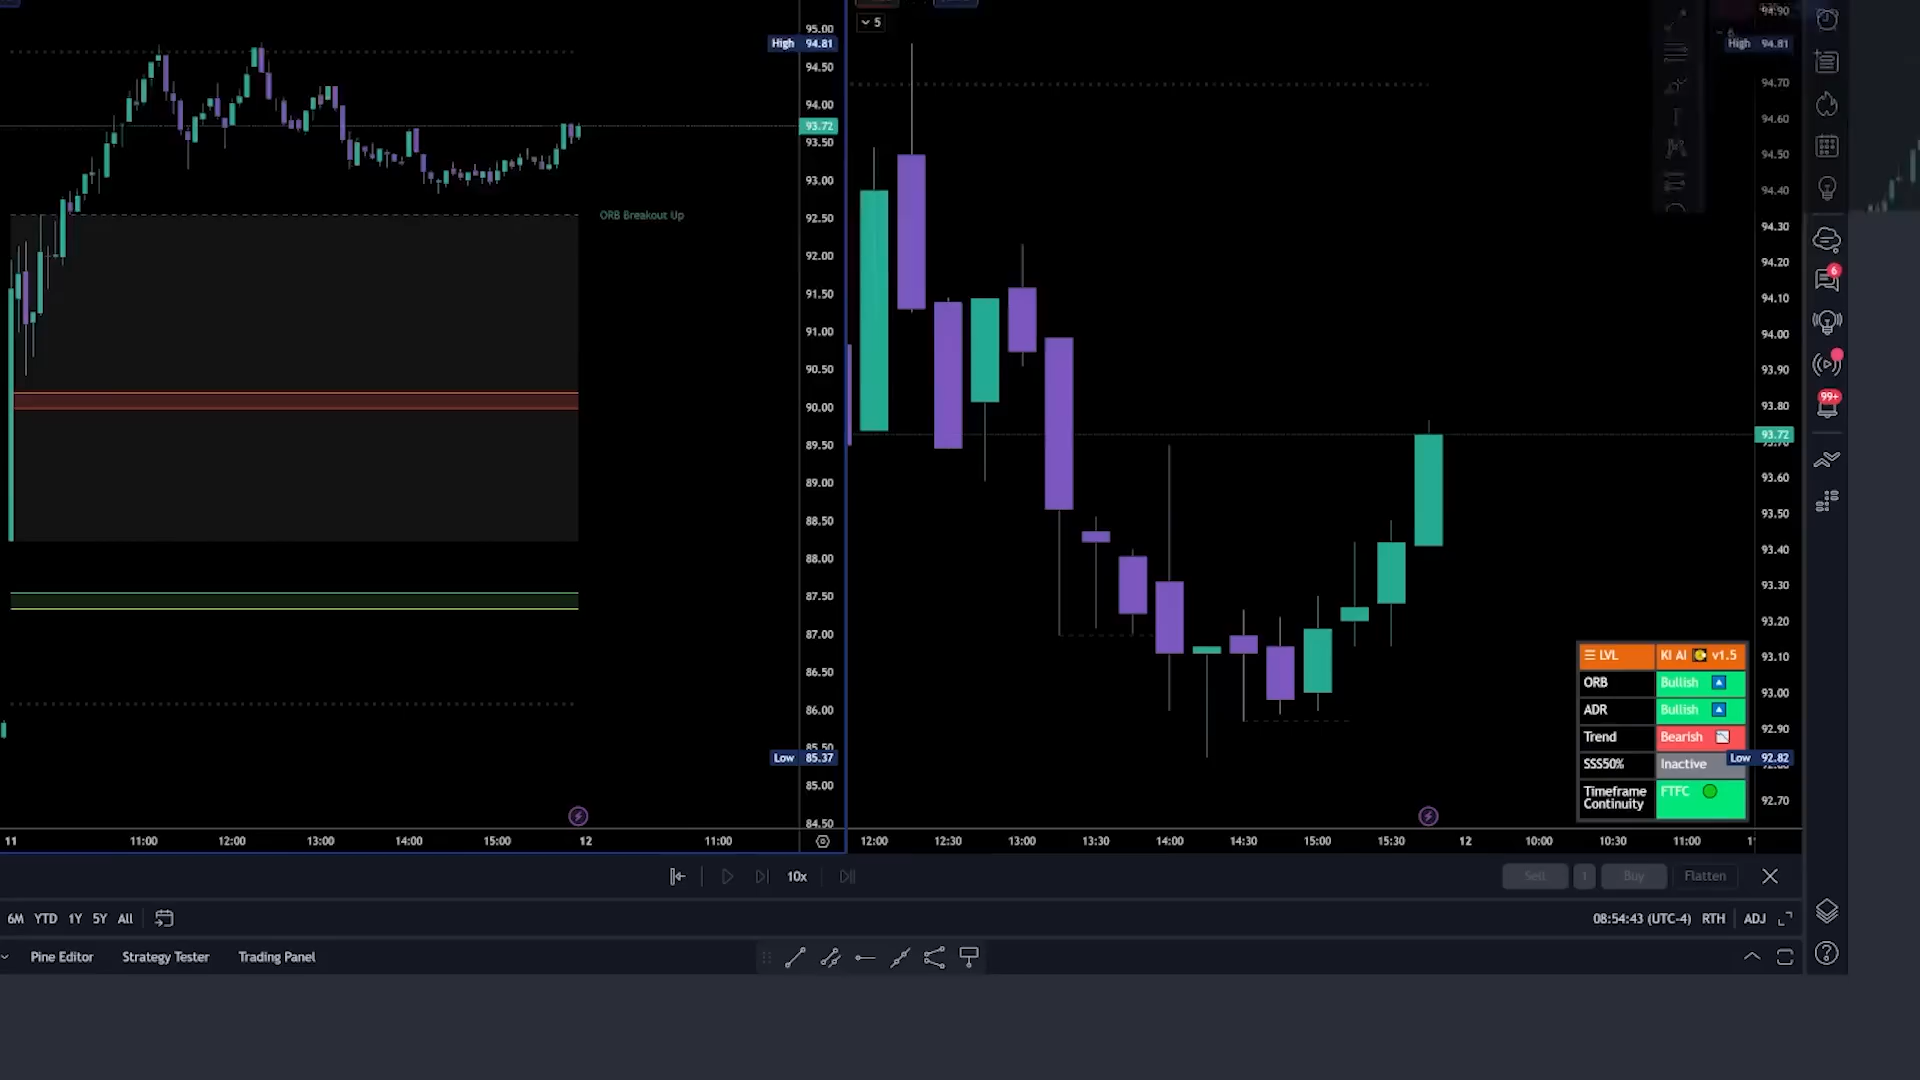 95.00
High 94.81
94.50
94.00
93.72
93.50
93.00
92.50
92.00
91.50
91.00
90.50
90.00
89.50
89.00
88.50
88.00
87.50
87.00
86.50
86.00
85.50
Low 85.37
85.00
84.50
ORB Breakout Up
11 11:00 12:00 13:00 14:00 15:00 12 11:00
5
94.90
High 94.81
94.70
94.60
94.50
94.40
94.30
94.20
94.10
94.00
93.90
93.80
93.72
93.60
93.50
93.40
93.30
93.20
93.10
93.00
92.90
Low 92.82
92.70
LVL KI AI v1.5
ORB Bullish
ADR Bullish
Trend Bearish
SSS50% Inactive
Timeframe Continuity FTFC
12:00 12:30 13:00 13:30 14:00 14:30 15:00 15:30 12 10:00 10:30 11:00
6
99+
10x
Sell 1 Buy Flatten
6M YTD 1Y 5Y All
08:54:43 (UTC-4) RTH ADJ
Pine Editor Strategy Tester Trading Panel